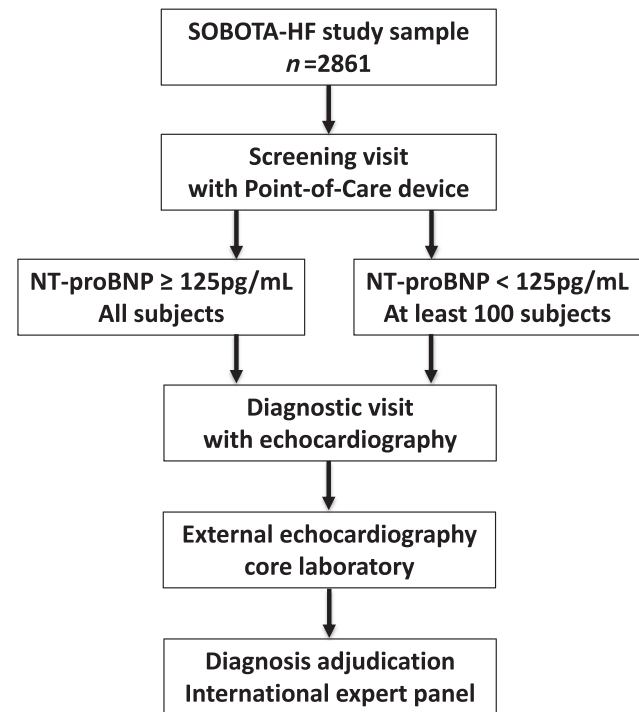 SOBOTA-HF study sample
n=2861
Screening visit
with Point-of-Care device
NT-proBNP ≥ 125pg/mL
All subjects
NT-proBNP < 125pg/mL
At least 100 subjects
Diagnostic visit
with echocardiography
External echocardiography
core laboratory
Diagnosis adjudication
International expert panel